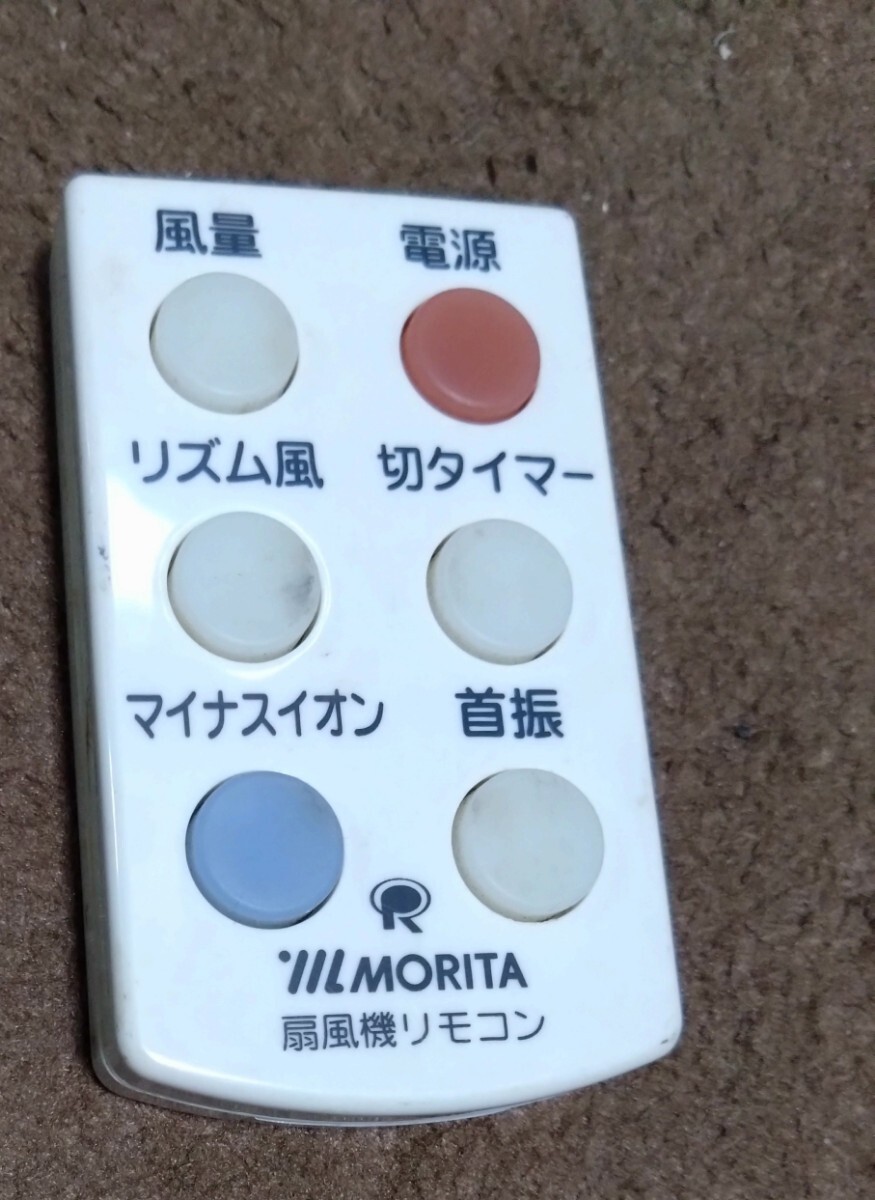 風量 電源
リズム風 切タイマー
マイナスイオン 首振
R
MORITA
扇風機リモコン